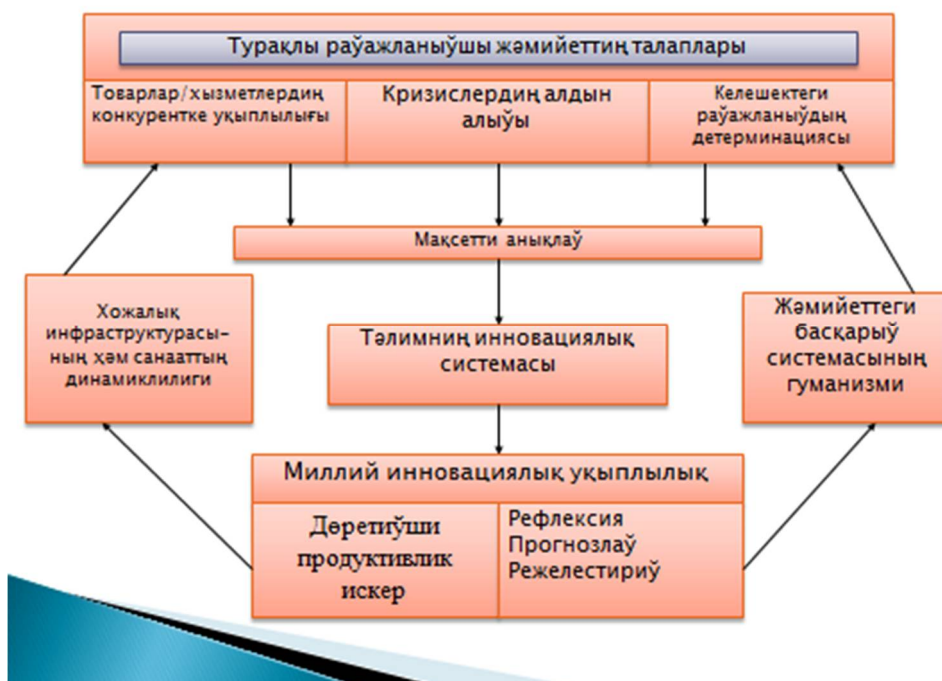 Турақлы раўажланыўшы жәмийеттиң талаплары
Товарлар/хызметлердиң
конкурентке уқыплылығы
Кризислердиң алдын
алыўы
Келешектеги
раўажланыўдың
детерминациясы
Мақсетти анықлаў
Хожалық
инфраструктурасы-
ның ҳәм санааттың
динамиклилиги
Тәлимниң инновациялық
системасы
Жәмийеттеги
басқарыў
системасының
гуманизми
Миллий инновациялық уқыплылық
Дөретиўши
продуктивлик
искер
Рефлексия
Прогнозлаў
Режелестириў